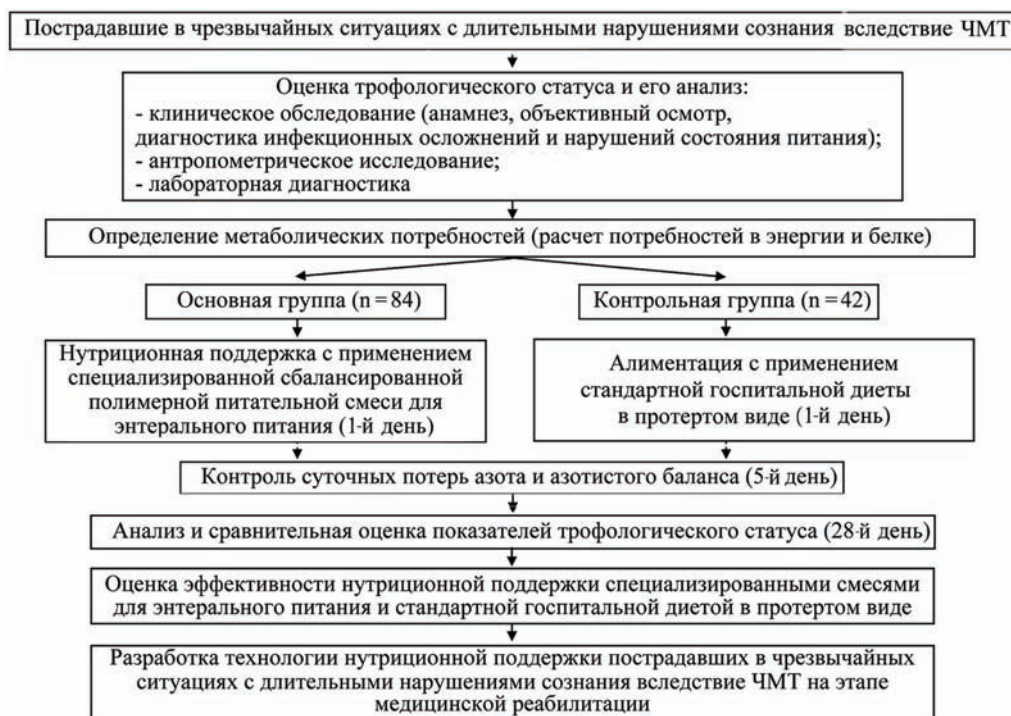 Пострадавшие в чрезвычайных ситуациях с длительными нарушениями сознания вследствие ЧМТ
Оценка трофологического статуса и его анализ:
- клиническое обследование (анамнез, объективный осмотр,
диагностика инфекционных осложнений и нарушений состояния питания);
- антропометрическое исследование;
- лабораторная диагностика
Определение метаболических потребностей (расчет потребностей в энергии и белке)
Основная группа (n = 84)
Контрольная группа (n = 42)
Нутриционная поддержка с применением
специализированной сбалансированной
полимерной питательной смеси для
энтерального питания (1-й день)
Алиментация с применением
стандартной госпитальной диеты
в протертом виде (1-й день)
Контроль суточных потерь азота и азотистого баланса (5-й день)
Анализ и сравнительная оценка показателей трофологического статуса (28-й день)
Оценка эффективности нутриционной поддержки специализированными смесями
для энтерального питания и стандартной госпитальной диетой в протертом виде
Разработка технологии нутриционной поддержки пострадавших в чрезвычайных
ситуациях с длительными нарушениями сознания вследствие ЧМТ на этапе
медицинской реабилитации